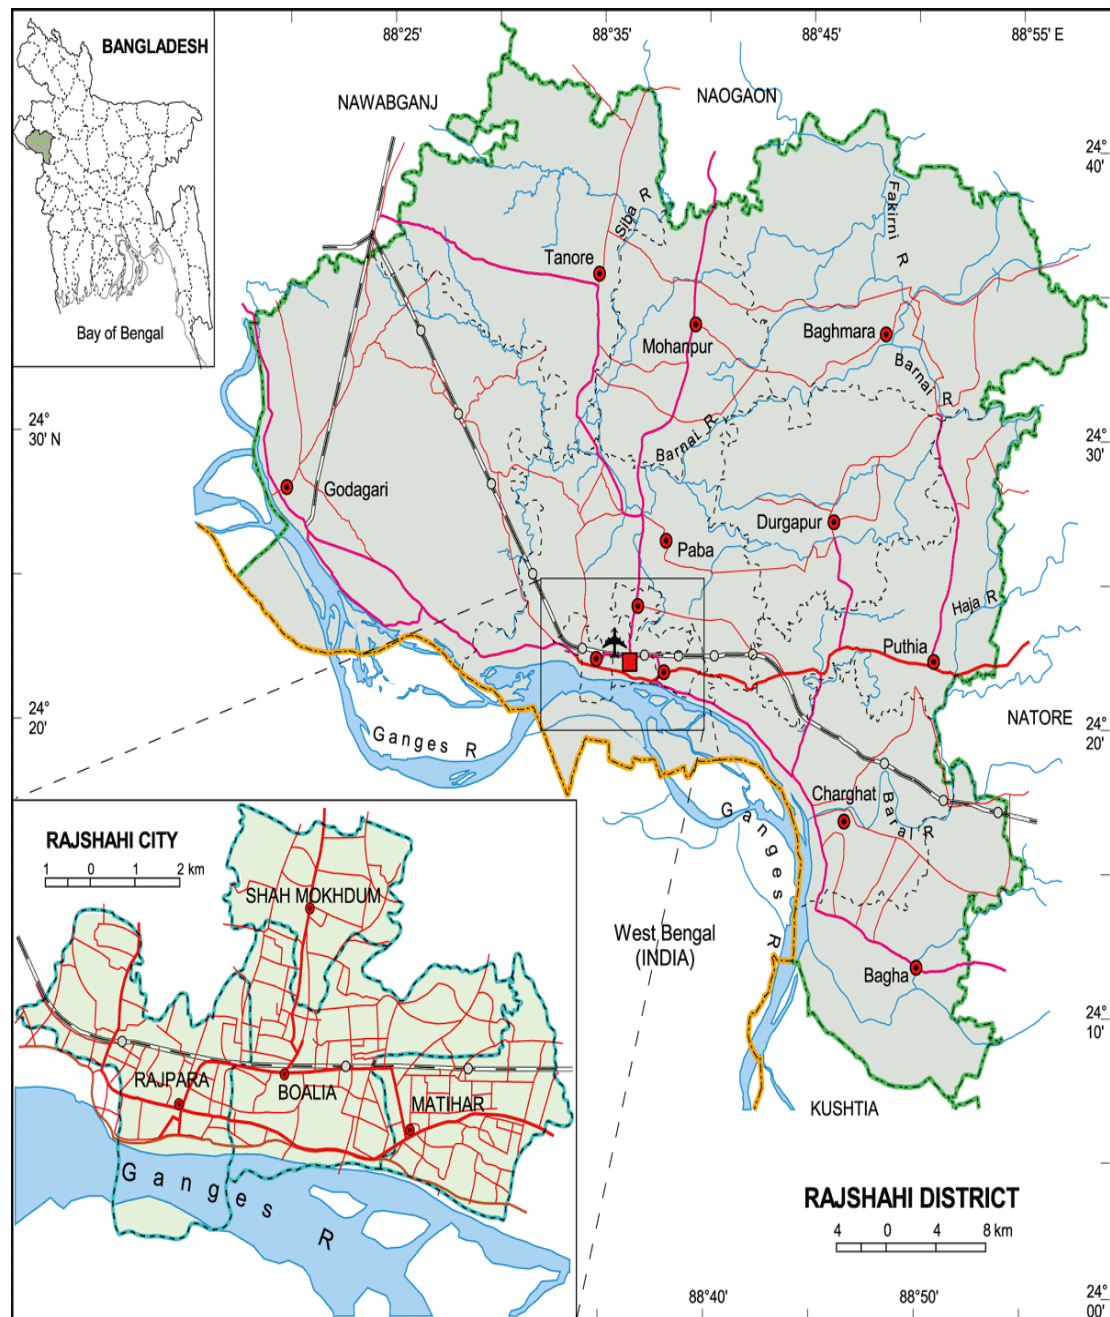 88°25'
88°35'
88°45'
88°55' E
BANGLADESH
Bay of Bengal
NAWABGANJ
NAOGAON
24°
40'
Siba R
Fakirni R
Tanore
Mohanpur
Baghmara
Barnai R
24°
30' N
24°
30'
Barnai R
Godagari
Durgapur
Paba
Haja R
Puthia
24°
20'
NATORE
24°
20'
Ganges R
Charghat
Baral R
Ganges R
West Bengal
(INDIA)
Bagha
24°
10'
KUSHTIA
RAJSHAHI CITY
1 0 1 2 km
SHAH MOKHDUM
RAJPARA
BOALIA
MATIHAR
Ganges R
RAJSHAHI DISTRICT
4 0 4 8 km
88°40'
88°50'
24°
00'